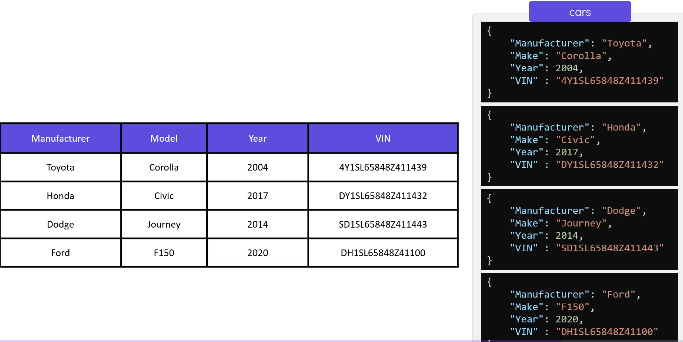 cars
Manufacturer Model Year VIN
Toyota Corolla 2004 4Y1SL65848Z411439
Honda Civic 2017 DY1SL65848Z411432
Dodge Journey 2014 SD1SL65848Z411443
Ford F150 2020 DH1SL65848Z41100
{
"Manufacturer": "Toyota",
"Make": "Corolla",
"Year": 2004,
"VIN" : "4Y1SL65848Z411439"
}
{
"Manufacturer": "Honda",
"Make": "Civic",
"Year": 2017,
"VIN" : "DY1SL65848Z411432"
}
{
"Manufacturer": "Dodge",
"Make": "Journey",
"Year": 2014,
"VIN" : "SD1SL65848Z411443"
}
{
"Manufacturer": "Ford",
"Make": "F150",
"Year": 2020,
"VIN" : "DH1SL65848Z41100"
}